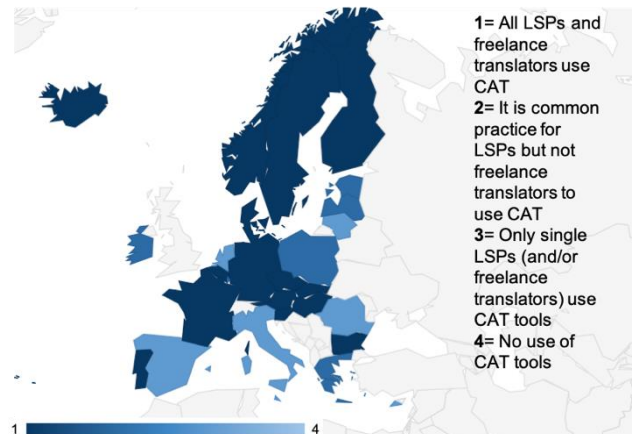 1= All LSPs and
freelance
translators use
CAT
2= It is common
practice for
LSPs but not
freelance
translators to
use CAT
3= Only single
LSPs (and/or
freelance
translators) use
CAT tools
4= No use of
CAT tools
1 4